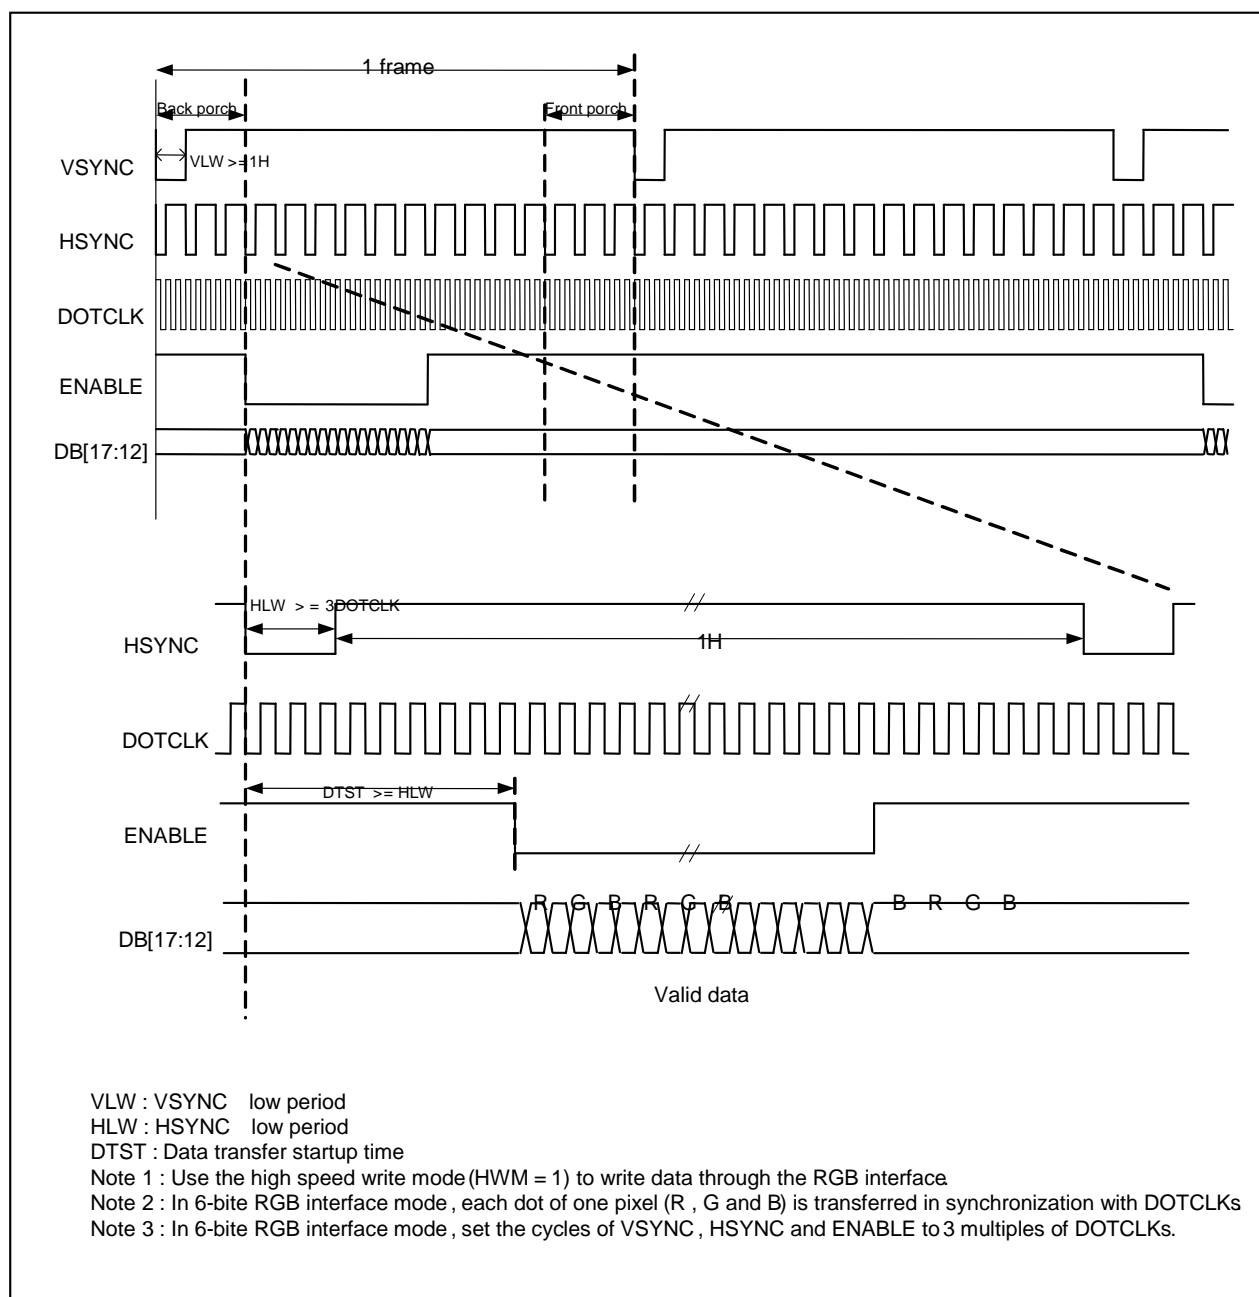 1 frame
Back porch
Front porch
VLW >= 1H
VSYNC
HSYNC
DOTCLK
ENABLE
DB[17:12]
HLW >= 3DOTCLK
//
HSYNC
1H
//
DOTCLK
DTST >= HLW
ENABLE
//
R G B R G B // B R G B
DB[17:12]
Valid data
VLW : VSYNC low period
HLW : HSYNC low period
DTST : Data transfer startup time
Note 1 : Use the high speed write mode (HWM = 1) to write data through the RGB interface.
Note 2 : In 6-bite RGB interface mode , each dot of one pixel (R , G and B) is transferred in synchronization with DOTCLKs.
Note 3 : In 6-bite RGB interface mode , set the cycles of VSYNC , HSYNC and ENABLE to 3 multiples of DOTCLKs.